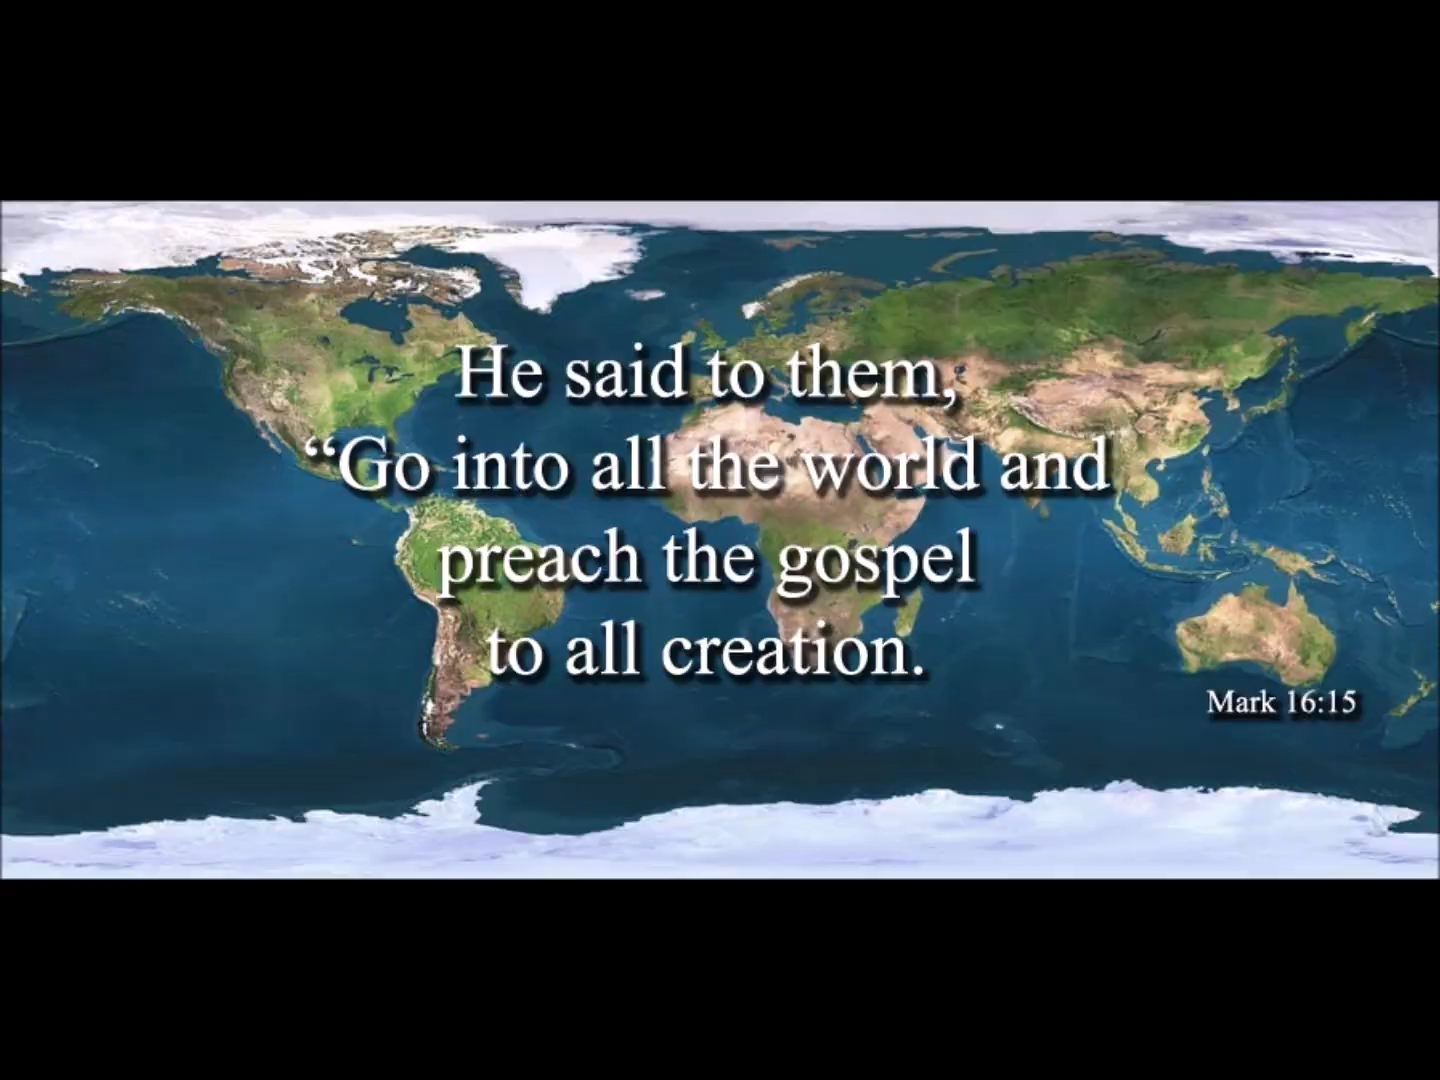 He said to them,
“Go into all the world and
preach the gospel
to all creation.
Mark 16:15